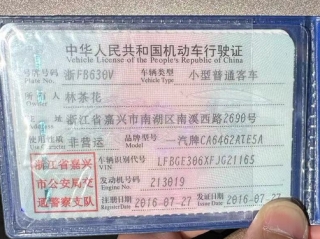 中华人民共和国机动车行驶证
Vehicle License of the People's Republic of China
号牌号码 浙FB630V 车辆类型 小型普通客车
Plate No. Vehicle Type
所有人 林茶花
Owner
住址 浙江省嘉兴市南湖区南溪西路2690号
Address
使用性质 非营运 品牌型号 一汽牌CA6462ATE5A
Use Character Model
浙江省嘉兴市公安局交通警察支队
车辆识别代号 LFBGE306XFJG21165
VIN
发动机号码 213019
Engine No.
注册日期 2016-07-27 发证日期 2016-07-27
Register Date Issue Date